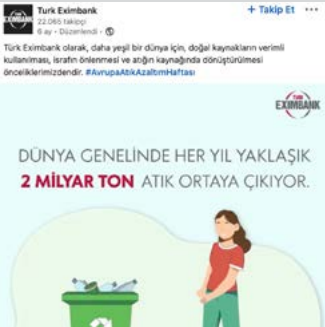 Turk Eximbank
+ Takip Et ...
22.065 takipçi
6 ay • Düzenlendi •
Türk Eximbank olarak, daha yeşil bir dünya için, doğal kaynakların verimli
kullanılması, israfın önlenmesi ve atığın kaynağında dönüştürülmesi
önceliklerimizdendir. #AvrupaAtıkAzaltımHaftası
TURK
EXIMBANK
DÜNYA GENELİNDE HER YIL YAKLAŞIK
2 MİLYAR TON ATIK ORTAYA ÇIKIYOR.